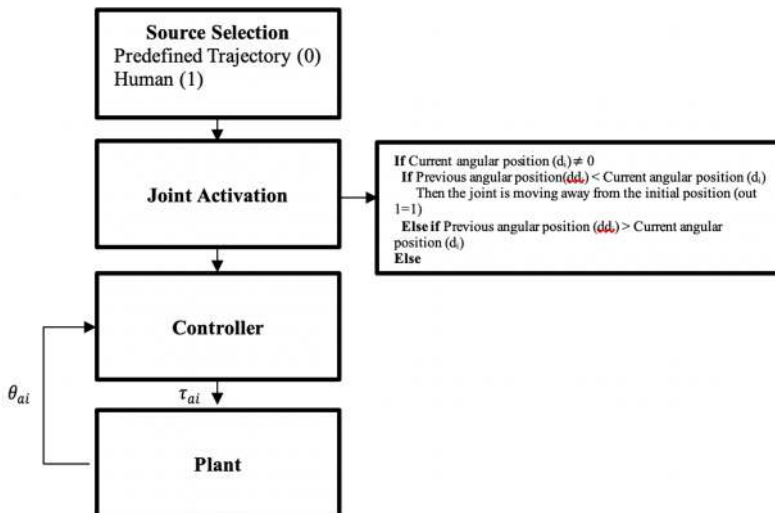 Source Selection
Predefined Trajectory (0)
Human (1)
Joint Activation
If Current angular position (dᵢ) ≠ 0
If Previous angular position(ddᵢ) < Current angular position (dᵢ)
Then the joint is moving away from the initial position (out
1=1)
Else if Previous angular position (ddᵢ) > Current angular
position (dᵢ)
Else
Controller
θai
τai
Plant